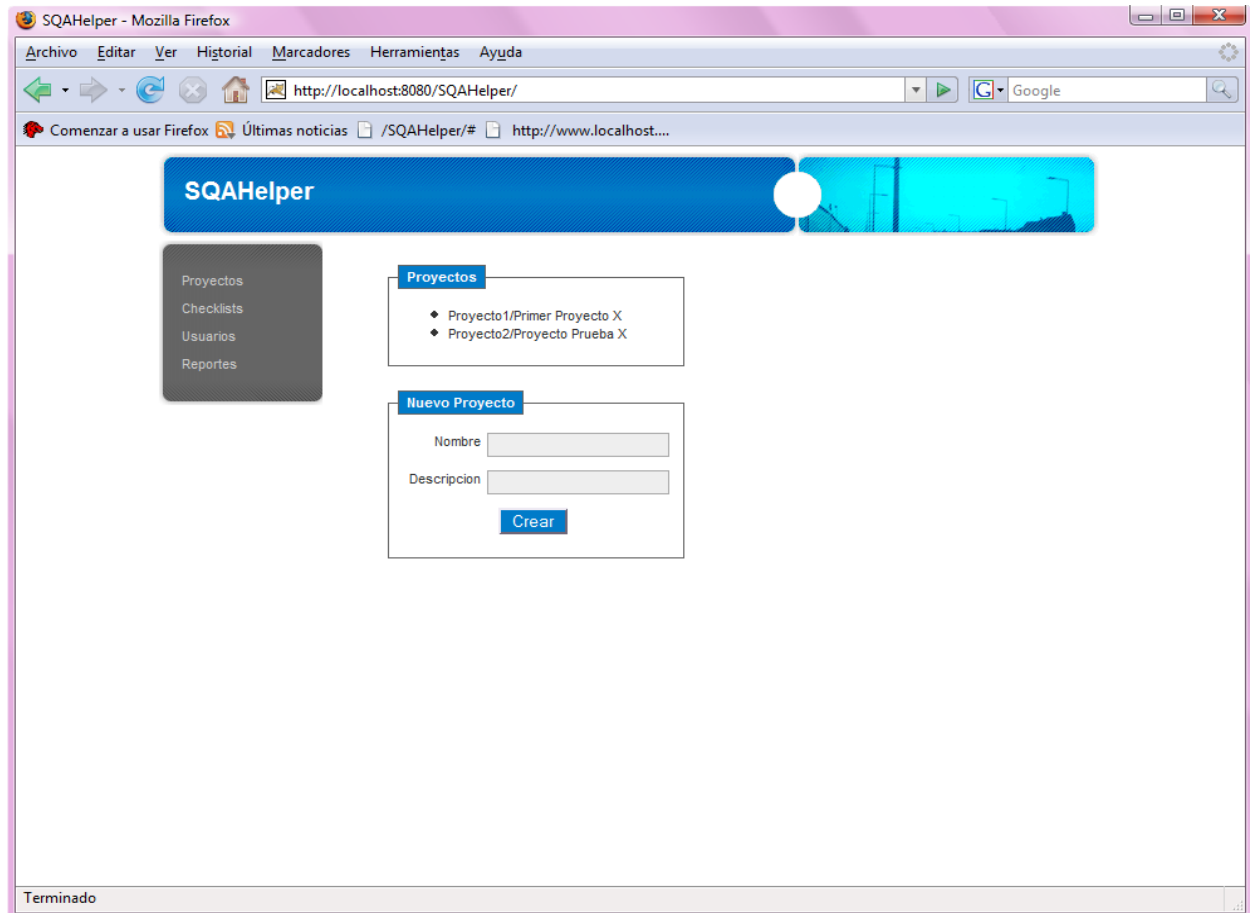 SQAHelper - Mozilla Firefox
Archivo Editar Ver Historial Marcadores Herramientas Ayuda
http://localhost:8080/SQAHelper/
G Google
Comenzar a usar Firefox Últimas noticias /SQAHelper/# http://www.localhost....
SQAHelper
Proyectos
Checklists
Usuarios
Reportes
Proyectos
Proyecto1/Primer Proyecto X
Proyecto2/Proyecto Prueba X
Nuevo Proyecto
Nombre
Descripcion
Crear
Terminado